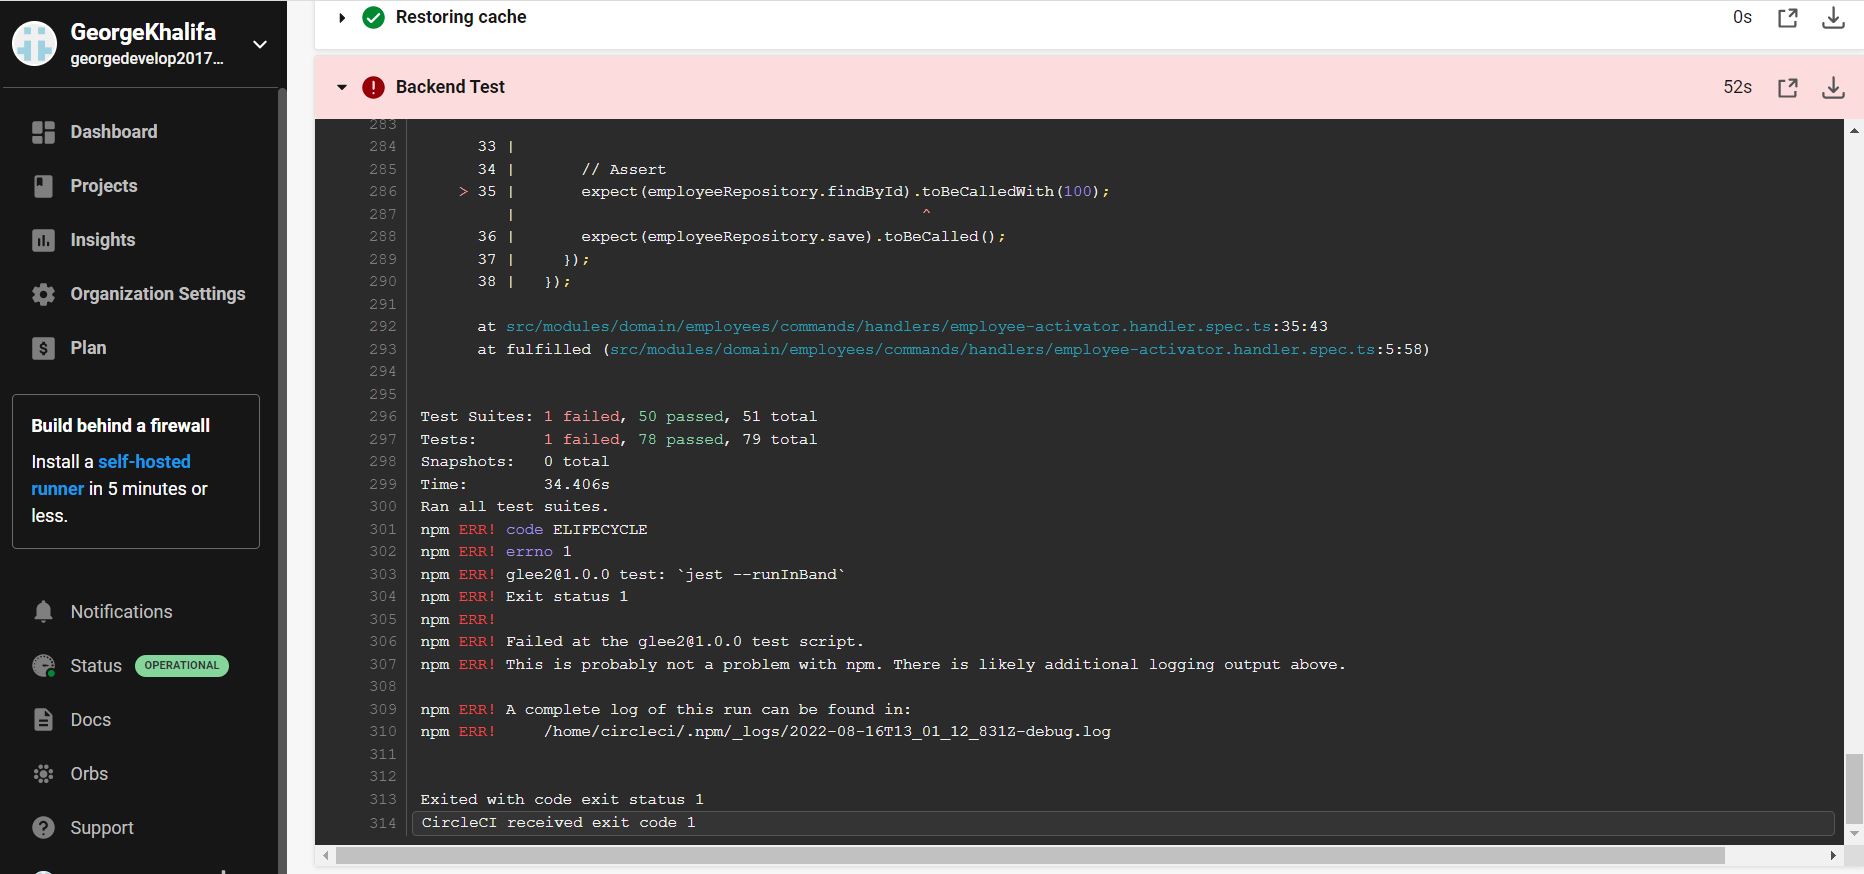 GeorgeKhalifa
georgedevelop2017...
Dashboard
Projects
Insights
Organization Settings
Plan
Build behind a firewall
Install a self-hosted
runner in 5 minutes or
less.
Notifications
Status OPERATIONAL
Docs
Orbs
Support
Restoring cache 0s
Backend Test 52s
283
284 33 |
285 34 | // Assert
286 > 35 | expect(employeeRepository.findById).toBeCalledWith(100);
287 | ^
288 36 | expect(employeeRepository.save).toBeCalled();
289 37 | });
290 38 | });
291
292 at src/modules/domain/employees/commands/handlers/employee-activator.handler.spec.ts:35:43
293 at fulfilled (src/modules/domain/employees/commands/handlers/employee-activator.handler.spec.ts:5:58)
294
295
296 Test Suites: 1 failed, 50 passed, 51 total
297 Tests: 1 failed, 78 passed, 79 total
298 Snapshots: 0 total
299 Time: 34.406s
300 Ran all test suites.
301 npm ERR! code ELIFECYCLE
302 npm ERR! errno 1
303 npm ERR! glee2@1.0.0 test: `jest --runInBand`
304 npm ERR! Exit status 1
305 npm ERR!
306 npm ERR! Failed at the glee2@1.0.0 test script.
307 npm ERR! This is probably not a problem with npm. There is likely additional logging output above.
308
309 npm ERR! A complete log of this run can be found in:
310 npm ERR! /home/circleci/.npm/_logs/2022-08-16T13_01_12_831Z-debug.log
311
312
313 Exited with code exit status 1
314 CircleCI received exit code 1